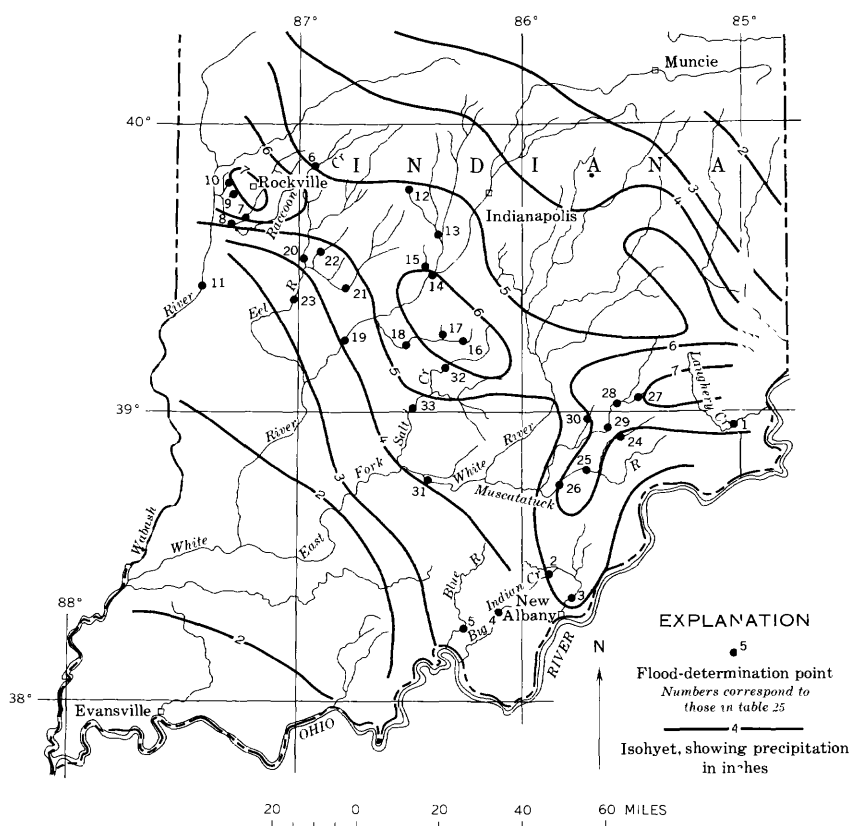 87°
86°
85°
Muncie
40°
2
6
Cr
I N D I A N A
3
6
7
10
Rockville
9
7
8
Raccoon
12
4
Indianapolis
13
20
22
15
14
5
11
River
Eel R
23
21
6
17
16
18
19
5
Cr
32
6
7
Laughery Cr
28
27
39°
33
30
29
1
24
River
Salt
4
River
White
25
R
Fork
31
Muscatatuck
26
3
2
East
White
Wabash
Blue R
Indian Cr
2
New
Albany
3
88°
5
4
Big
RIVER
2
N
38°
Evansville
OHIO
EXPLANATION
5
Flood-determination point
Numbers correspond to
those in table 25
4
Isohyet, showing precipitation
in inches
20 0 20 40 60 MILES